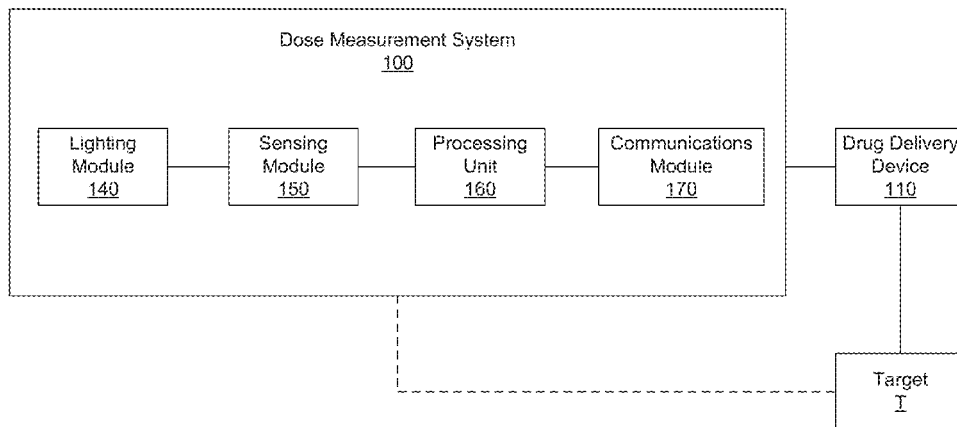 Dose Measurement System
100
Lighting
Module
140
Sensing
Module
150
Processing
Unit
160
Communications
Module
170
Drug Delivery
Device
110
Target
T